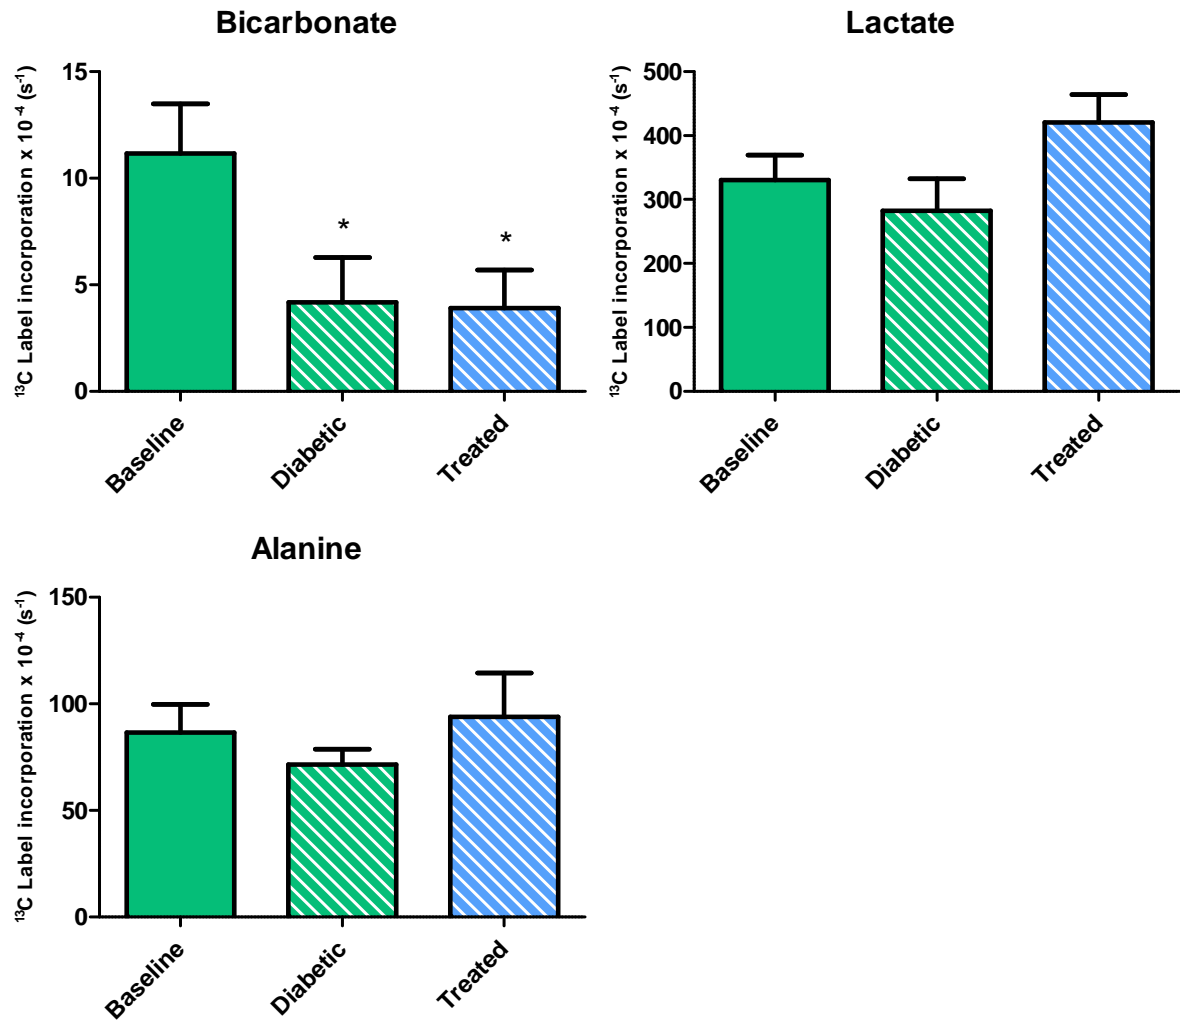 Bicarbonate
¹³C Label incorporation x 10⁻⁴ (s⁻¹)
15
10
5
0
*
*
Baseline
Diabetic
Treated
Lactate
¹³C Label incorporation x 10⁻⁴ (s⁻¹)
500
400
300
200
100
0
Baseline
Diabetic
Treated
Alanine
¹³C Label incorporation x 10⁻⁴ (s⁻¹)
150
100
50
0
Baseline
Diabetic
Treated